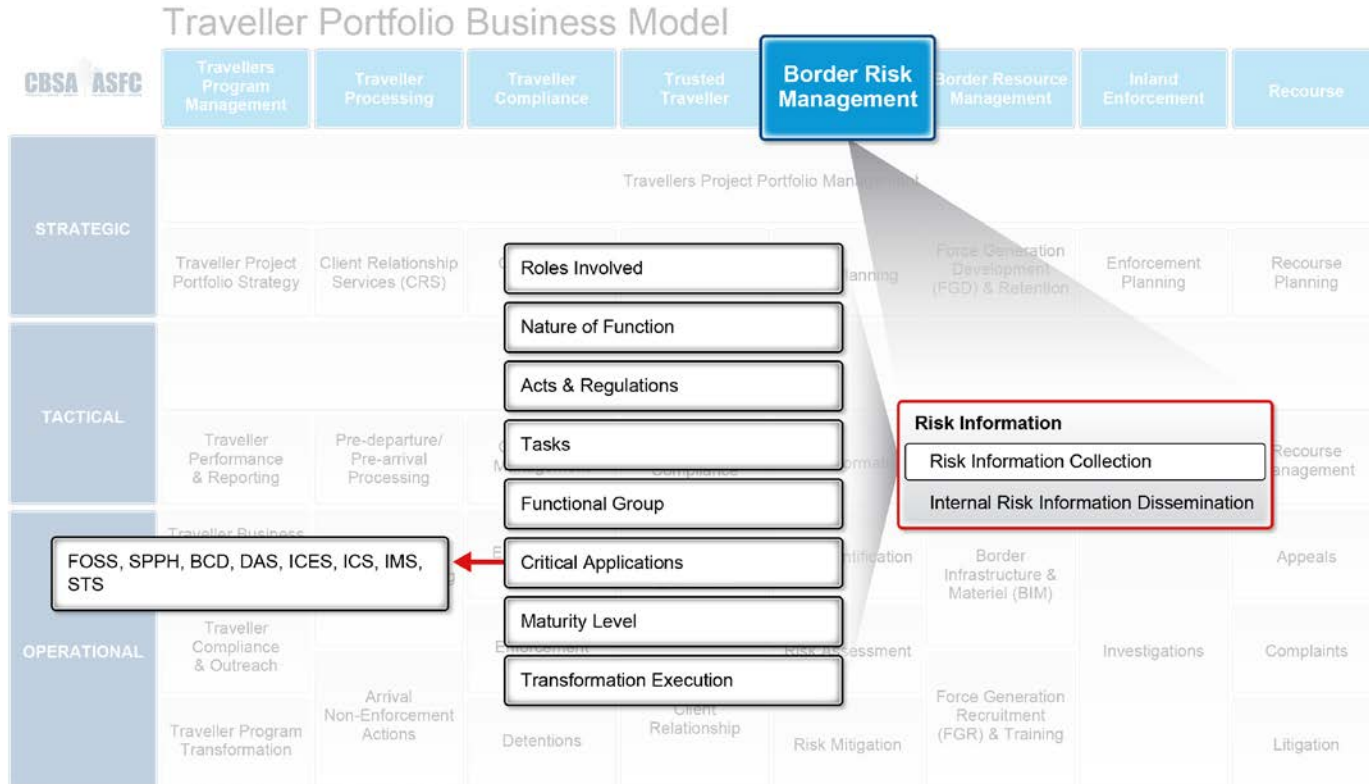 Traveller Portfolio Business Model
CBSA ASFC
Travellers
Program
Management
Traveller
Processing
Traveller
Compliance
Trusted
Traveller
Border Risk
Management
Border Resource
Management
Inland
Enforcement
Recourse
STRATEGIC
Travellers Project Portfolio Management
Traveller Project
Portfolio Strategy
Client Relationship
Services (CRS)
Force Generation
Development
(FGD) & Retention
Enforcement
Planning
Recourse
Planning
Roles Involved
Nature of Function
Acts & Regulations
Tasks
Functional Group
Critical Applications
Maturity Level
Transformation Execution
TACTICAL
Traveller
Performance
& Reporting
Pre-departure/
Pre-arrival
Processing
Compliance
Risk Information
Risk Information Collection
Internal Risk Information Dissemination
OPERATIONAL
Traveller Business
FOSS, SPPH, BCD, DAS, ICES, ICS, IMS,
STS
Border
Infrastructure &
Materiel (BIM)
Appeals
Traveller
Compliance
& Outreach
Enforcement
Risk Assessment
Investigations
Complaints
Traveller Program
Transformation
Arrival
Non-Enforcement
Actions
Detentions
Client
Relationship
Risk Mitigation
Force Generation
Recruitment
(FGR) & Training
Litigation